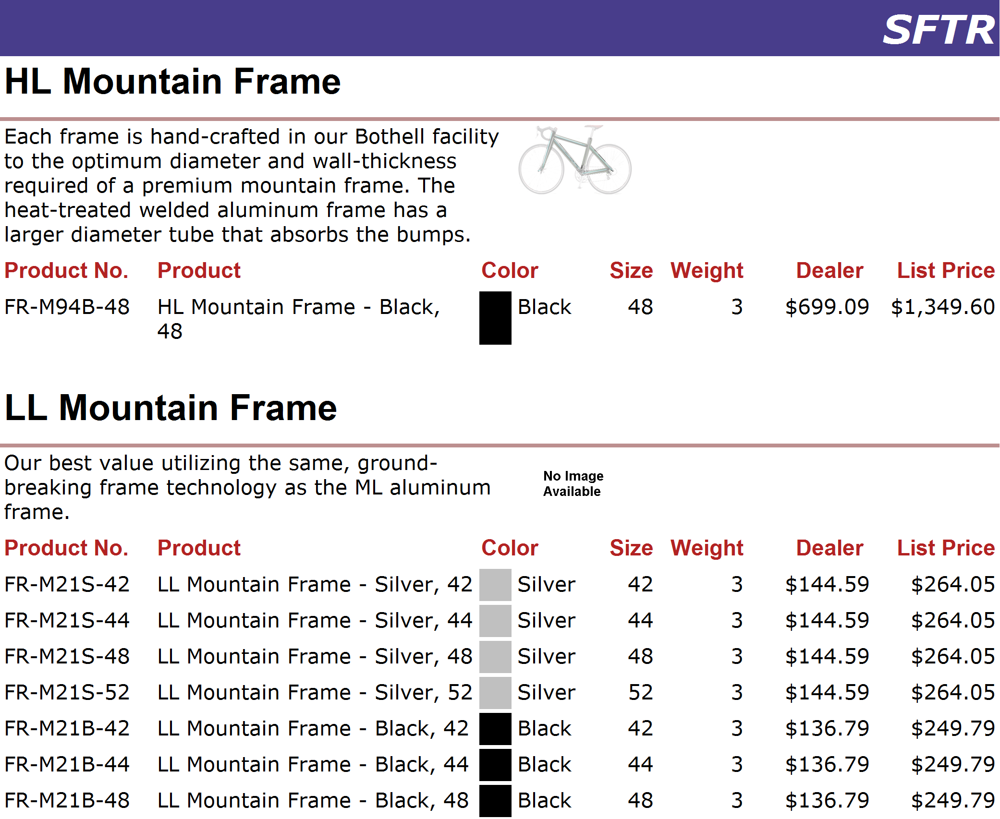 SFTR
HL Mountain Frame
Each frame is hand-crafted in our Bothell facility
to the optimum diameter and wall-thickness
required of a premium mountain frame. The
heat-treated welded aluminum frame has a
larger diameter tube that absorbs the bumps.
Product No. Product Color Size Weight Dealer List Price
FR-M94B-48 HL Mountain Frame - Black, Black 48 3 $699.09 $1,349.60
48
LL Mountain Frame
Our best value utilizing the same, ground-
breaking frame technology as the ML aluminum
frame.
No Image
Available
Product No. Product Color Size Weight Dealer List Price
FR-M21S-42 LL Mountain Frame - Silver, 42 Silver 42 3 $144.59 $264.05
FR-M21S-44 LL Mountain Frame - Silver, 44 Silver 44 3 $144.59 $264.05
FR-M21S-48 LL Mountain Frame - Silver, 48 Silver 48 3 $144.59 $264.05
FR-M21S-52 LL Mountain Frame - Silver, 52 Silver 52 3 $144.59 $264.05
FR-M21B-42 LL Mountain Frame - Black, 42 Black 42 3 $136.79 $249.79
FR-M21B-44 LL Mountain Frame - Black, 44 Black 44 3 $136.79 $249.79
FR-M21B-48 LL Mountain Frame - Black, 48 Black 48 3 $136.79 $249.79